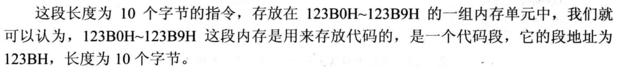 这段长度为 10 个字节的指令，存放在 123B0H~123B9H 的一组内存单元中，我们就
可以认为，123B0H~123B9H 这段内存是用来存放代码的，是一个代码段，它的段地址为
123BH，长度为 10 个字节。